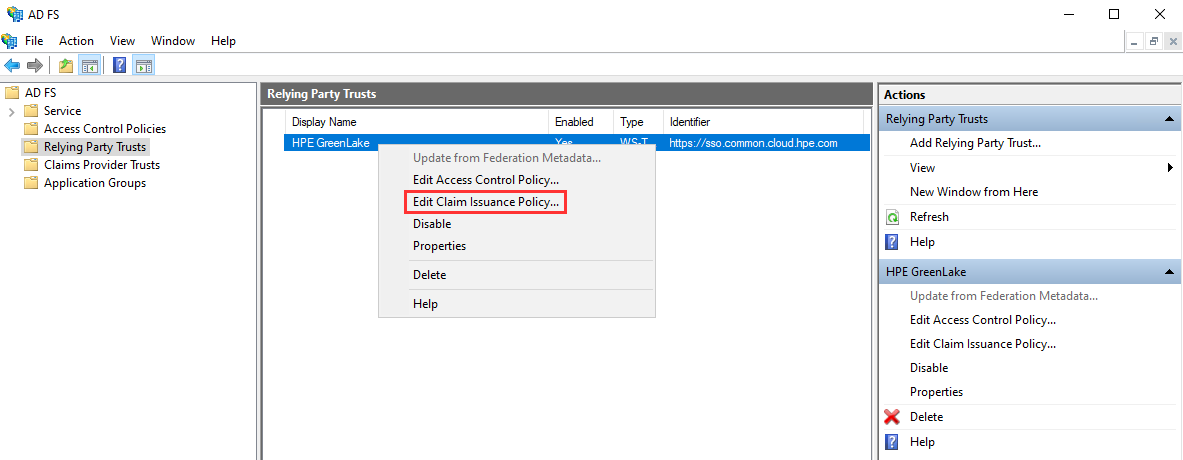 AD FS
File Action View Window Help
AD FS
Service
Access Control Policies
Relying Party Trusts
Claims Provider Trusts
Application Groups
Relying Party Trusts
Display Name Enabled Type Identifier
HPE GreenLake Yes WS-T https://sso.common.cloud.hpe.com
Update from Federation Metadata...
Edit Access Control Policy...
Edit Claim Issuance Policy...
Disable
Properties
Delete
Help
Actions
Relying Party Trusts
Add Relying Party Trust...
View
New Window from Here
Refresh
Help
HPE GreenLake
Update from Federation Metadata...
Edit Access Control Policy...
Edit Claim Issuance Policy...
Disable
Properties
Delete
Help